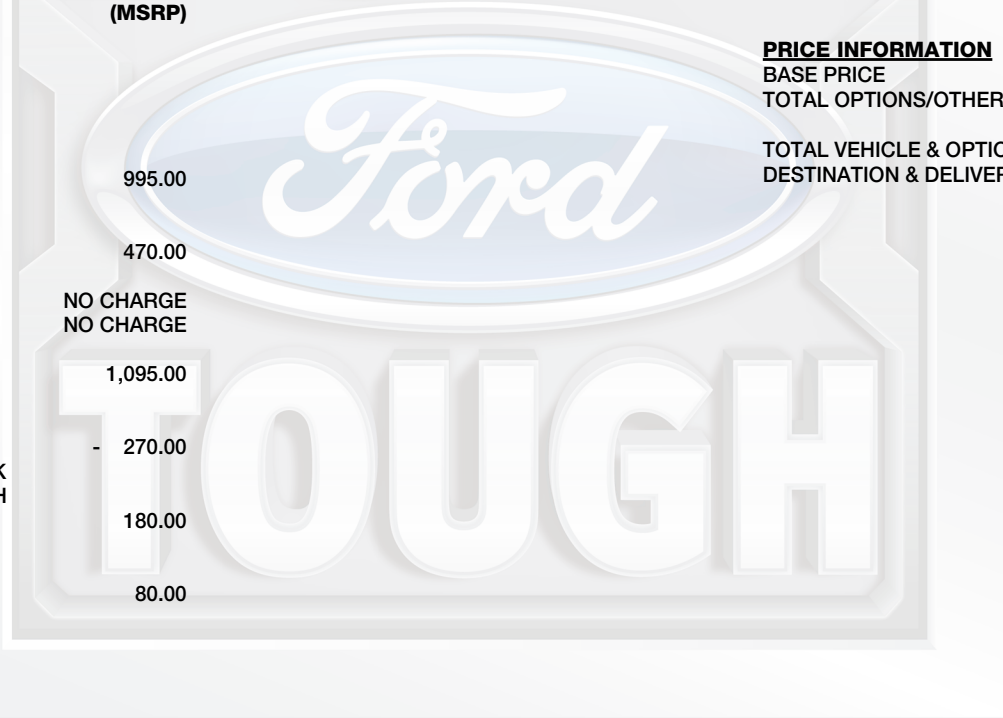 (MSRP)
995.00
470.00
NO CHARGE
NO CHARGE
1,095.00
- 270.00
K
H
180.00
80.00
PRICE INFORMATION
BASE PRICE
TOTAL OPTIONS/OTHER
TOTAL VEHICLE & OPTIO
DESTINATION & DELIVER
Ford
TOUGH